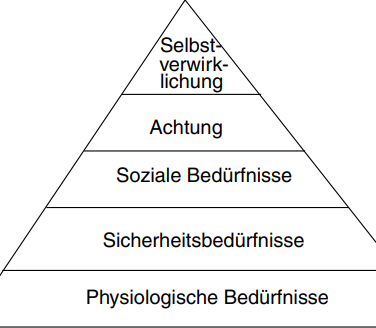 Selbst-
verwirk-
lichung
Achtung
Soziale Bedürfnisse
Sicherheitsbedürfnisse
Physiologische Bedürfnisse